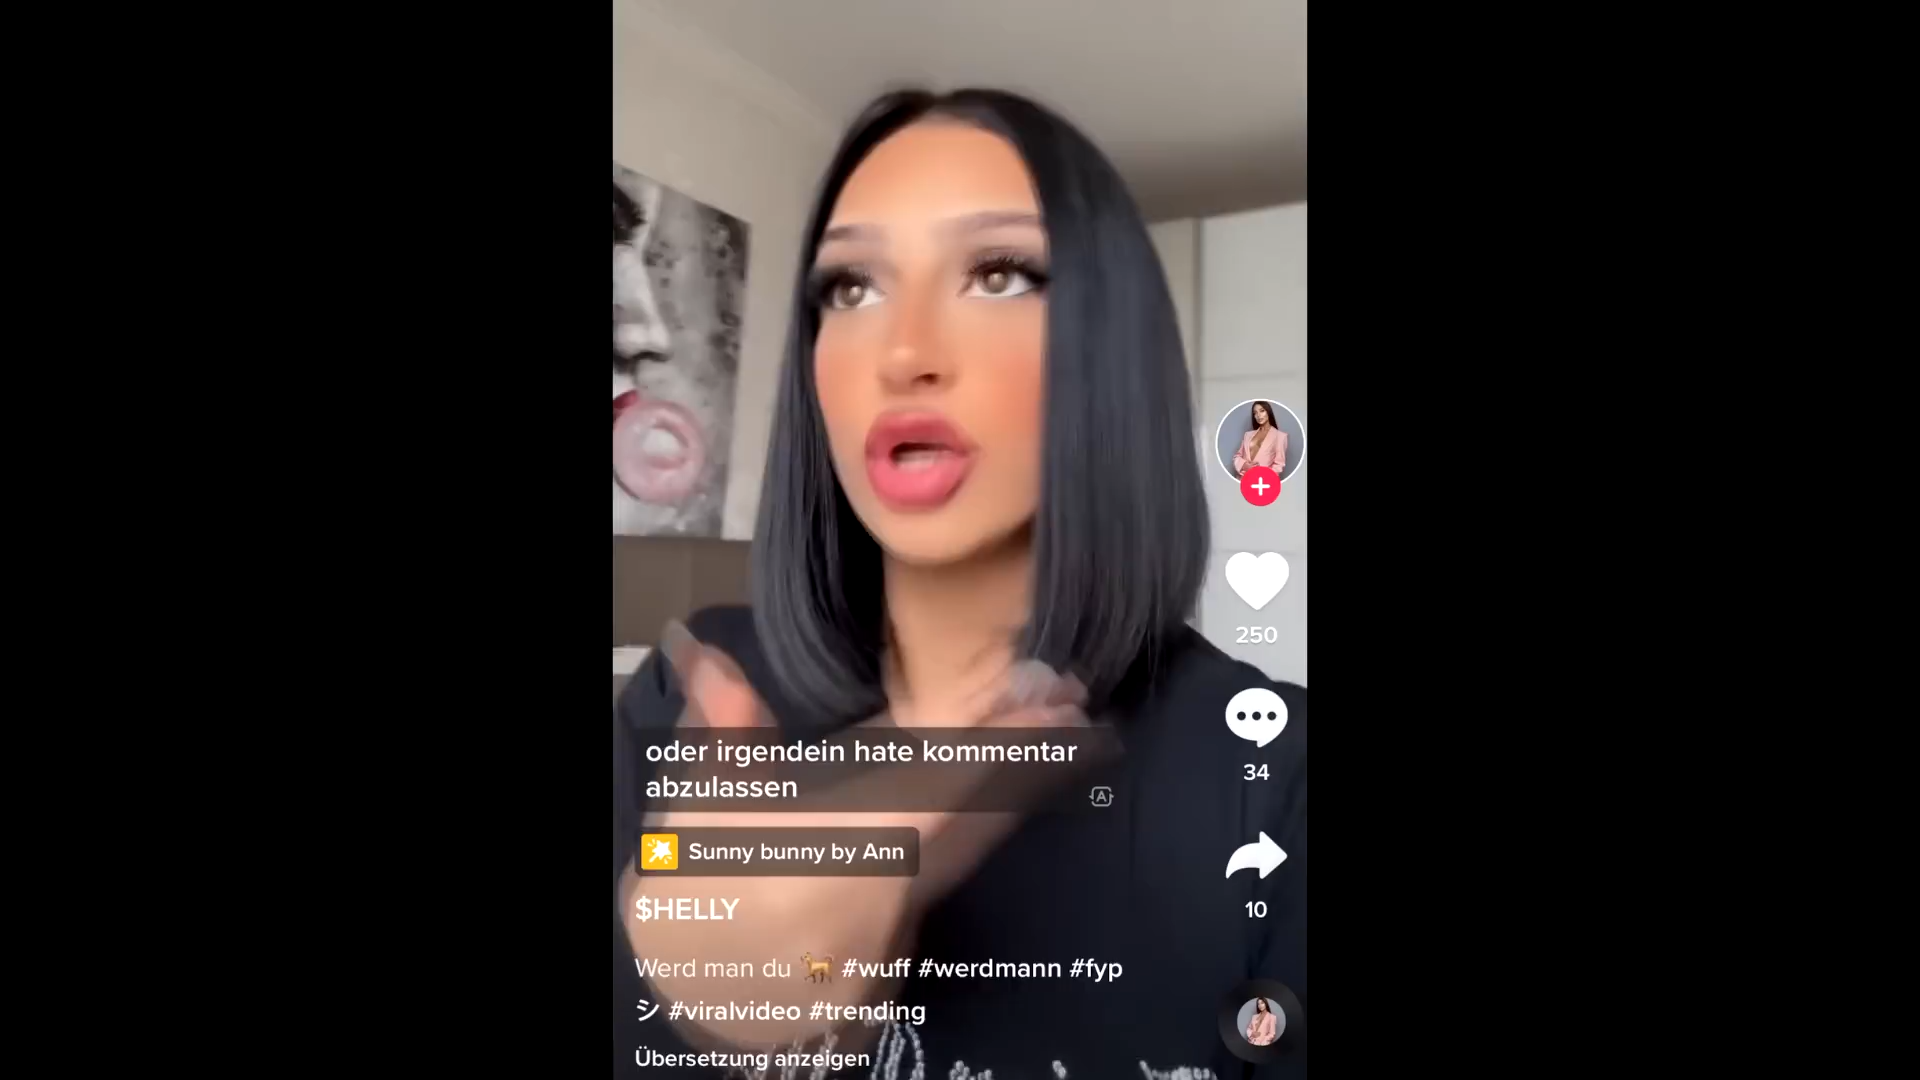 250
oder irgendein hate kommentar
abzulassen
34
Sunny bunny by Ann
$HELLY
10
Werd man du 🐕 #wuff #werdmann #fyp
シ #viralvideo #trending
Übersetzung anzeigen